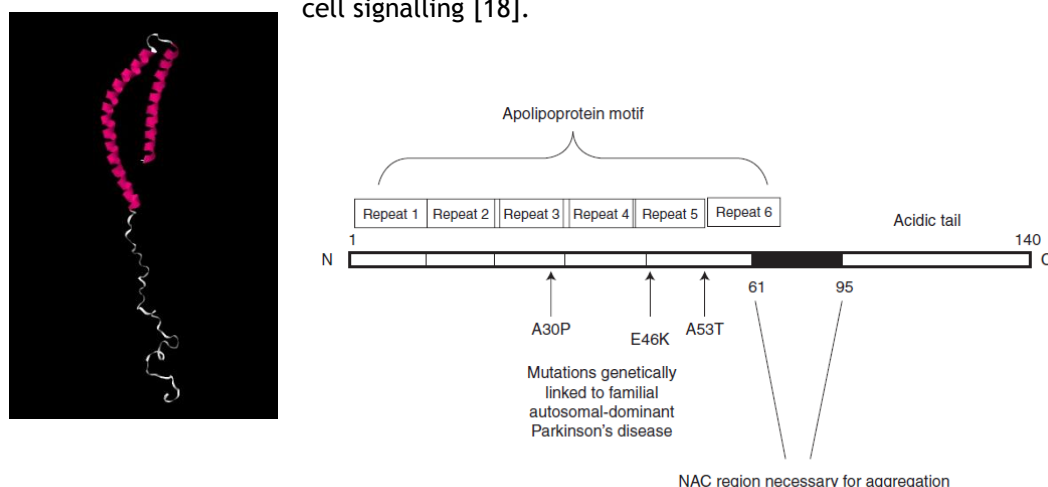 cell signalling [18].
Apolipoprotein motif
Repeat 1 Repeat 2 Repeat 3 Repeat 4 Repeat 5 Repeat 6
Acidic tail
1 140
N C
61 95
A30P E46K A53T
Mutations genetically
linked to familial
autosomal-dominant
Parkinson's disease
NAC region necessary for aggregation